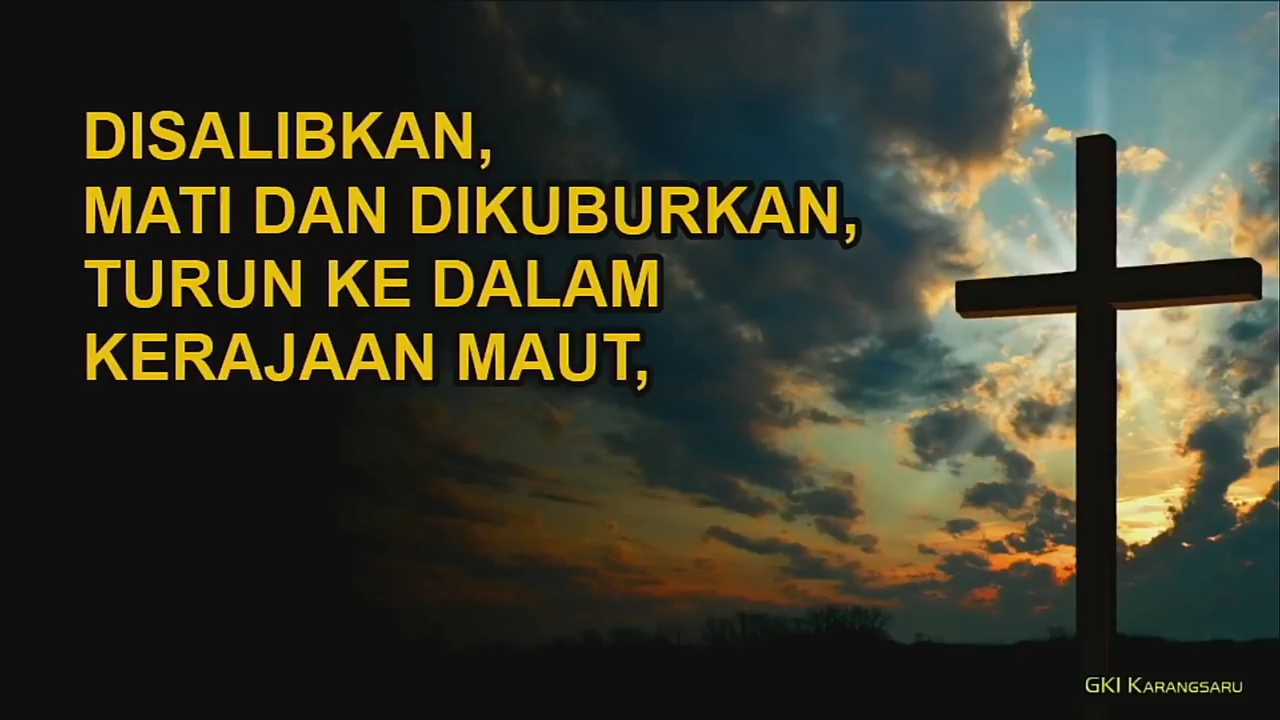 DISALIBKAN,
MATI DAN DIKUBURKAN,
TURUN KE DALAM
KERAJAAN MAUT,
GKI KARANGSARU